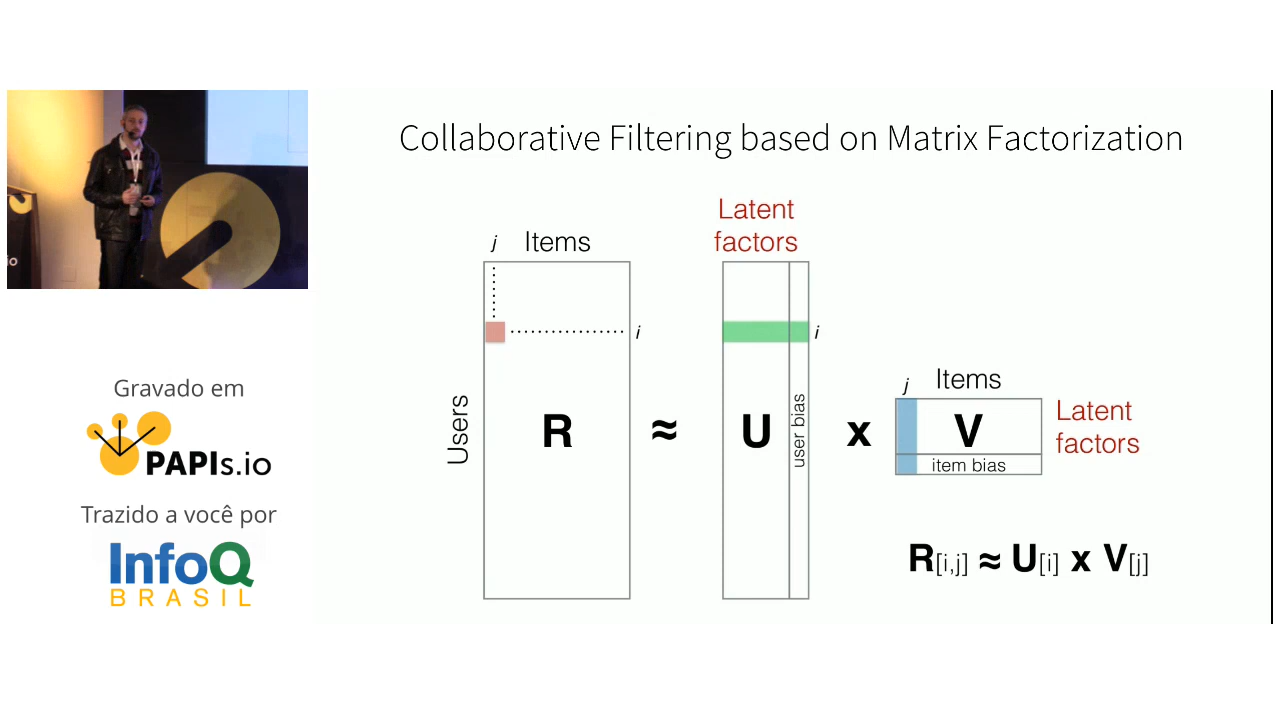 Collaborative Filtering based on Matrix Factorization
Latent
factors
j Items
i
i
Users
R ≈ U x V
user bias
j Items
Latent
factors
item bias
R[i,j] ≈ U[i] x V[j]
io
Gravado em
PAPIs.io
Trazido a você por
InfoQ
BRASIL